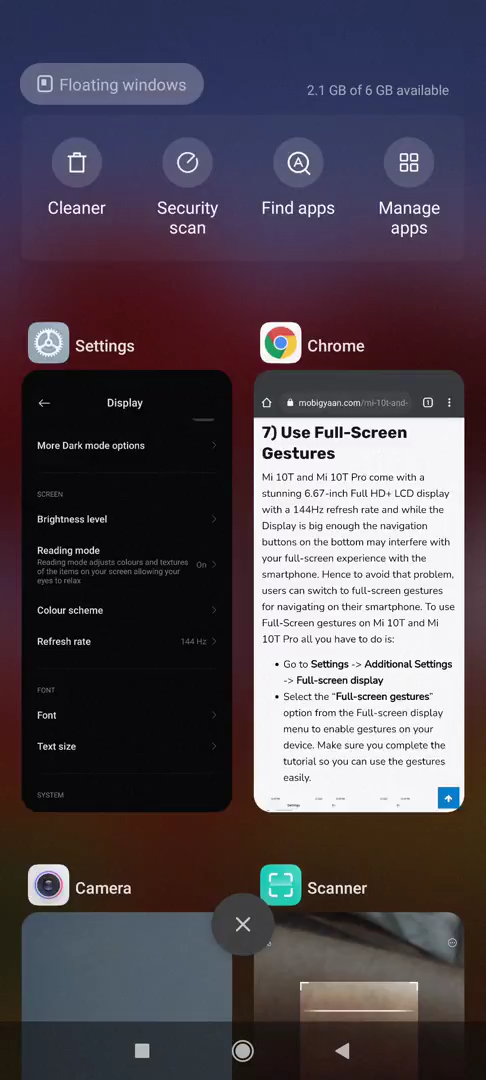 Floating windows
2.1 GB of 6 GB available
Cleaner
Security
scan
Find apps
Manage
apps
Settings
Display
More Dark mode options
SCREEN
Brightness level
Reading mode
Reading mode adjusts colours and textures
of the items on your screen allowing your
eyes to relax
On
Colour scheme
Refresh rate
144 Hz
FONT
Font
Text size
SYSTEM
Chrome
mobigyaan.com/mi-10t-and-
1
7) Use Full-Screen
Gestures
Mi 10T and Mi 10T Pro come with a
stunning 6.67-inch Full HD+ LCD display
with a 144Hz refresh rate and while the
Display is big enough the navigation
buttons on the bottom may interfere with
your full-screen experience with the
smartphone. Hence to avoid that problem,
users can switch to full-screen gestures
for navigating on their smartphone. To use
Full-Screen gestures on Mi 10T and Mi
10T Pro all you have to do is:
• Go to Settings -> Additional Settings
-> Full-screen display
• Select the “Full-screen gestures”
option from the Full-screen display
menu to enable gestures on your
device. Make sure you complete the
tutorial so you can use the gestures
easily.
Camera
Scanner